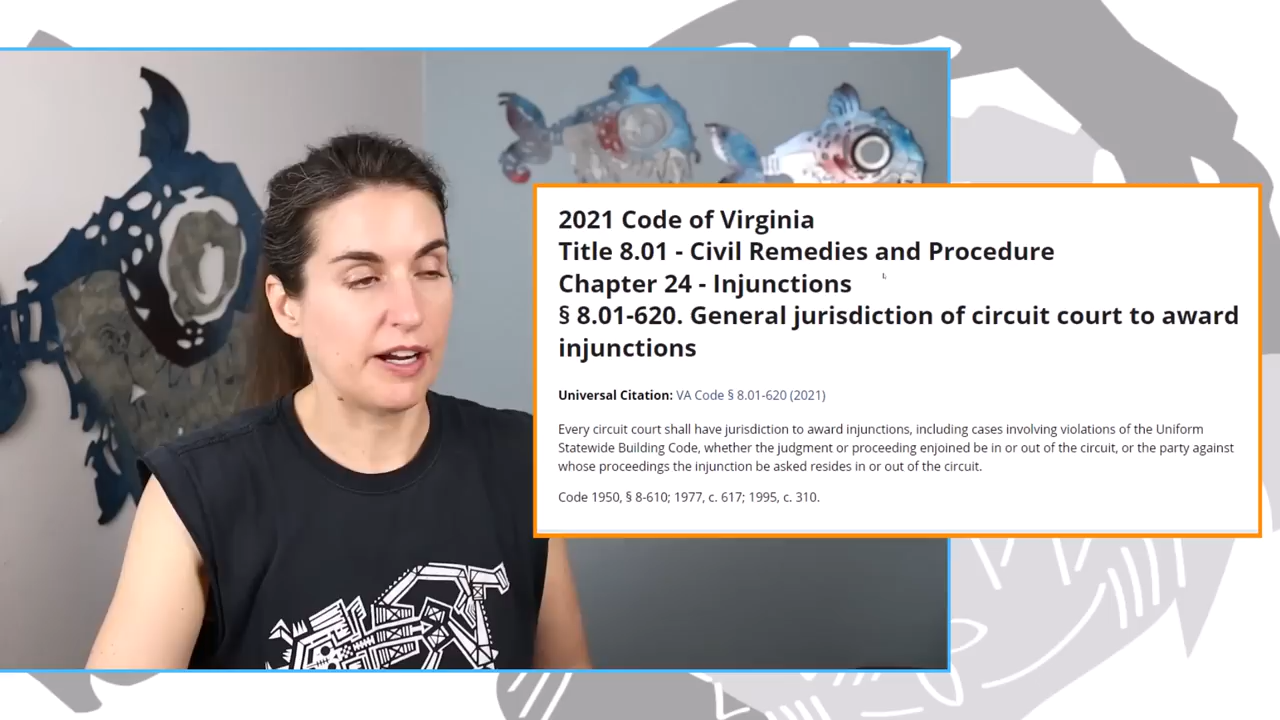 2021 Code of Virginia
Title 8.01 - Civil Remedies and Procedure
Chapter 24 - Injunctions
§ 8.01-620. General jurisdiction of circuit court to award
injunctions
Universal Citation: VA Code § 8.01-620 (2021)
Every circuit court shall have jurisdiction to award injunctions, including cases involving violations of the Uniform
Statewide Building Code, whether the judgment or proceeding enjoined be in or out of the circuit, or the party against
whose proceedings the injunction be asked resides in or out of the circuit.
Code 1950, § 8-610; 1977, c. 617; 1995, c. 310.